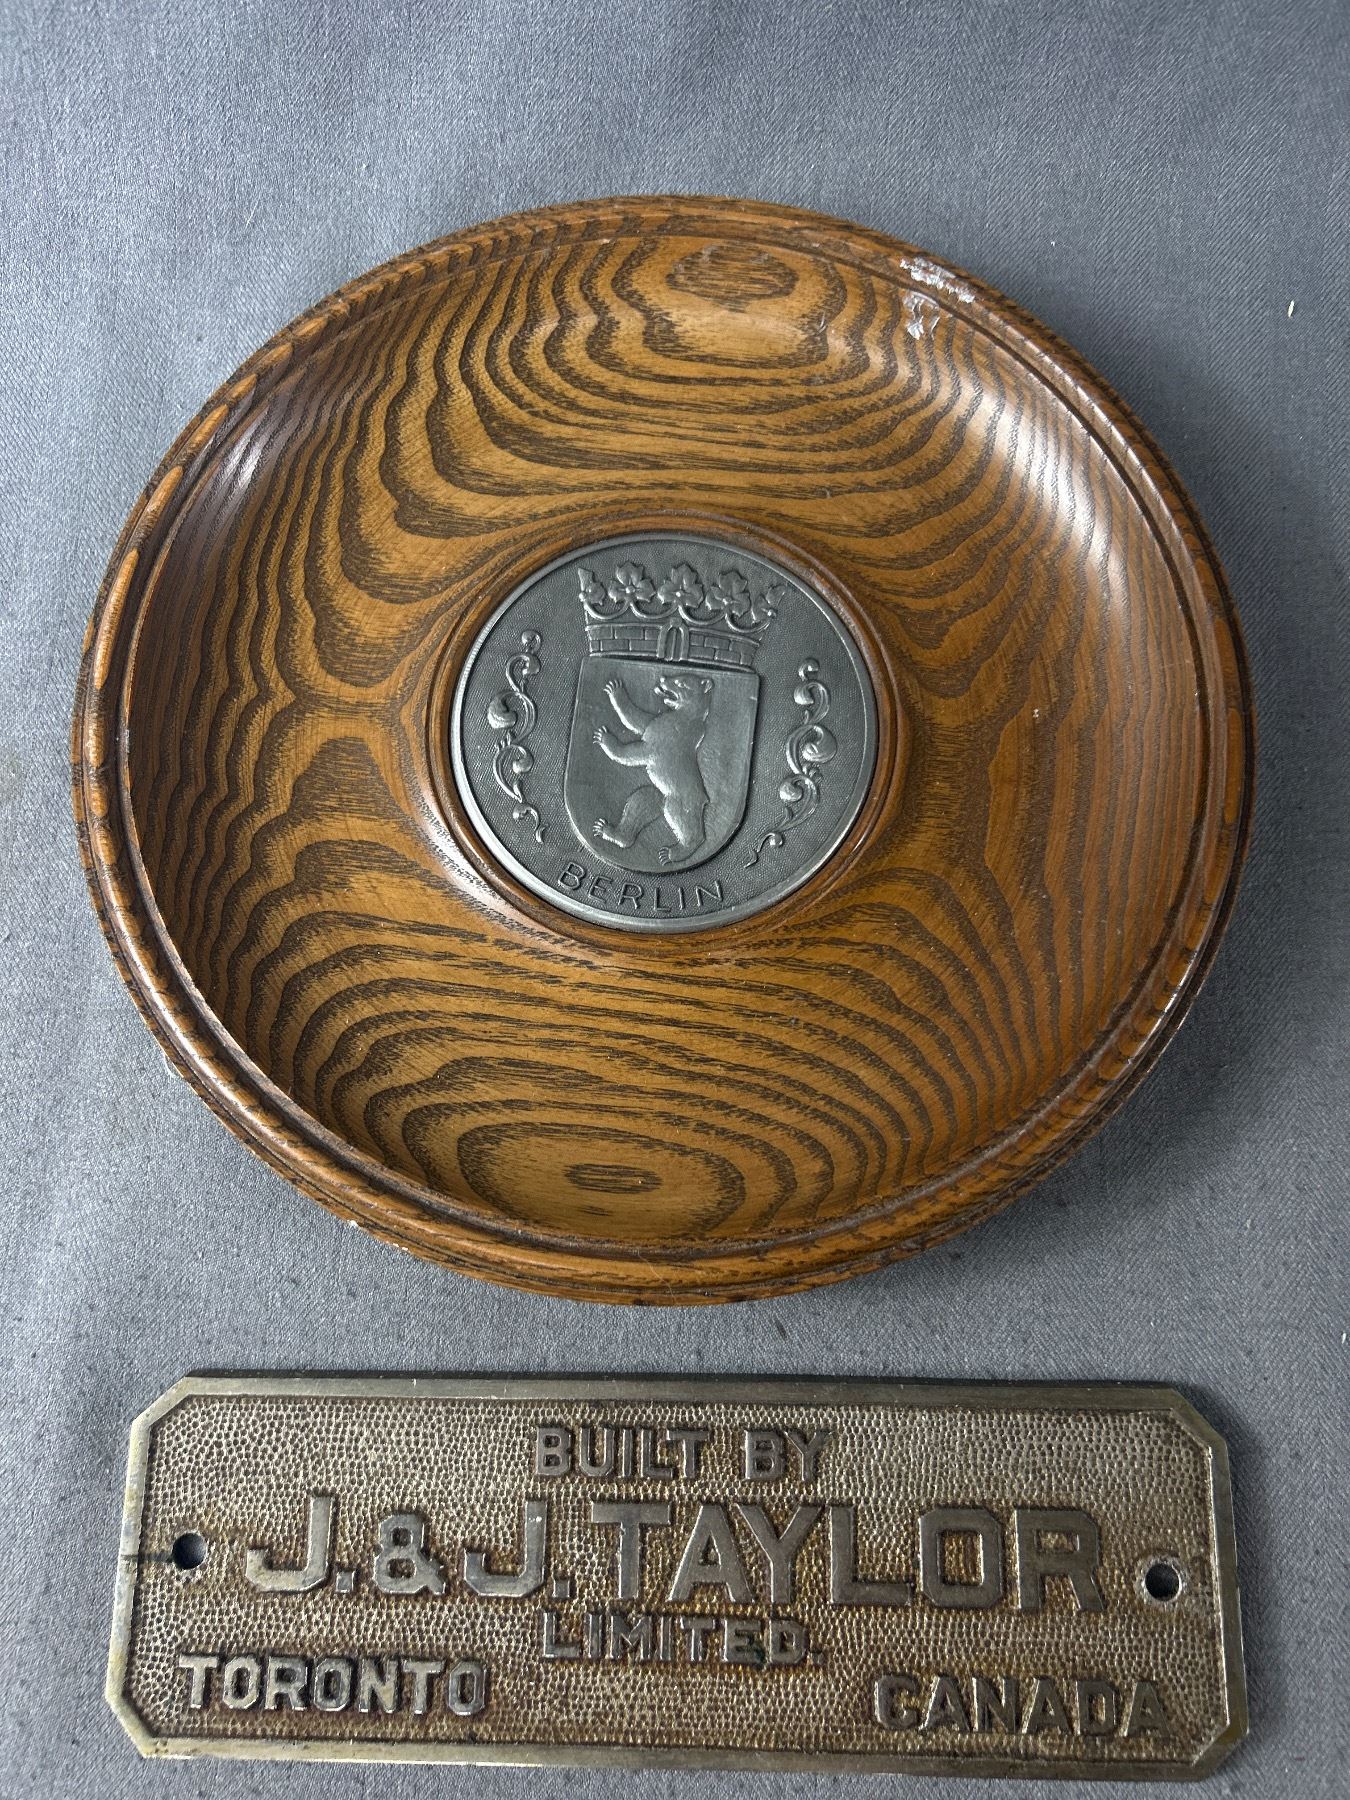 BERLIN
BUILT BY
J. & J. TAYLOR
LIMITED.
TORONTO CANADA